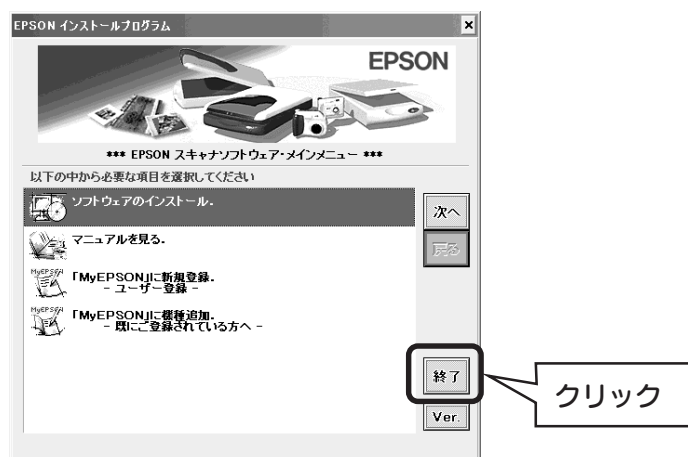 EPSON インストールプログラム
EPSON
*** EPSON スキャナソフトウェア・メインメニュー ***
以下の中から必要な項目を選択してください
ソフトウェアのインストール.
次へ
マニュアルを見る.
戻る
MyEPSON
「MyEPSON」に新規登録.
- ユーザー登録 -
MyEPSON
「MyEPSON」に機種追加.
- 既にご登録されている方へ -
終了
クリック
Ver.